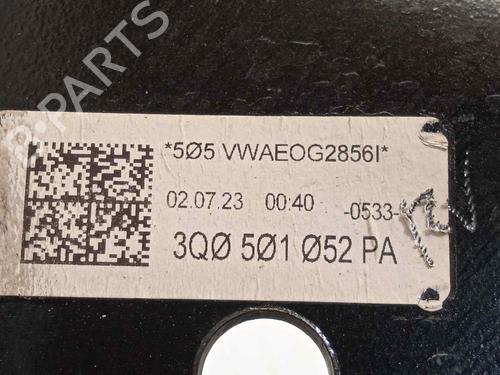 B-PARTS
*5Ø5 VWAEOG2856I*
02.07.23 00:40 -0533-
3QØ 5Ø1 Ø52 PA